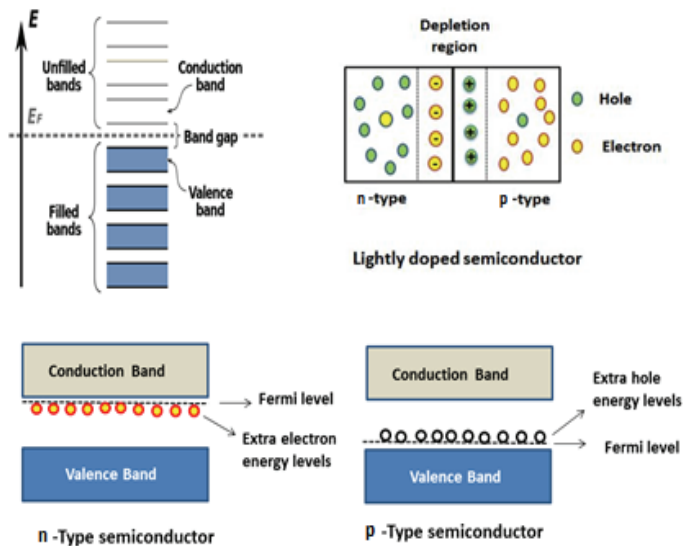 E
Unfilled
bands
Conduction
band
E_F
Band gap
Valence
band
Filled
bands
Depletion
region
- +
- +
- +
- +
Hole
Electron
n -type
p -type
Lightly doped semiconductor
Conduction Band
Fermi level
Extra electron
energy levels
Valence Band
n -Type semiconductor
Conduction Band
Extra hole
energy levels
Fermi level
Valence Band
p -Type semiconductor